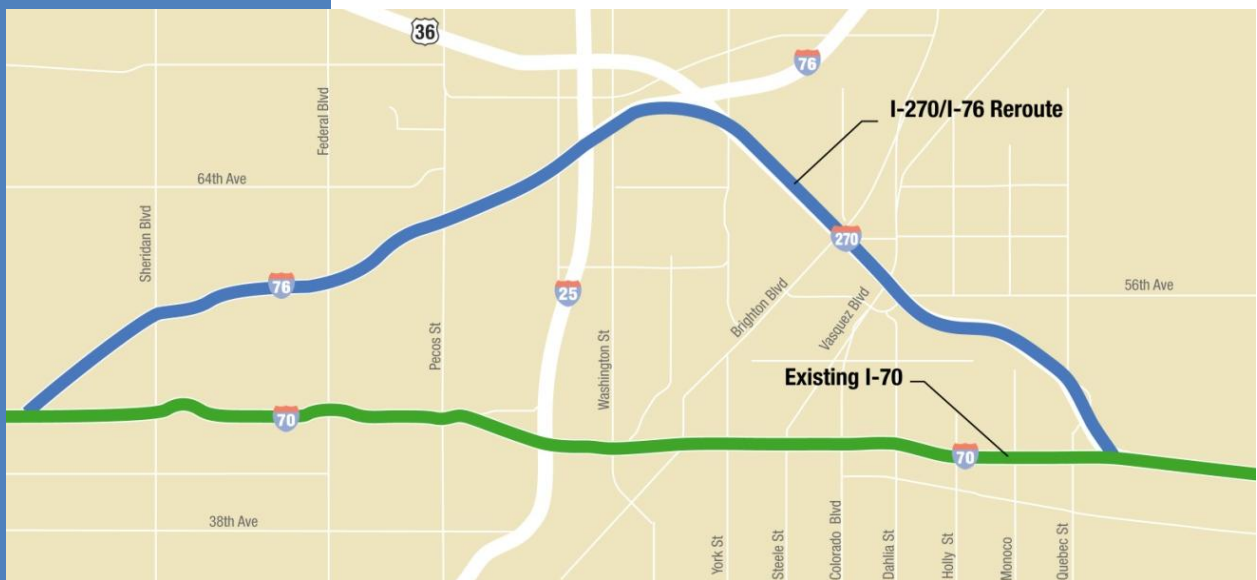 36
76
I-270/I-76 Reroute
Federal Blvd
64th Ave
Sheridan Blvd
270
76
25
56th Ave
Brighton Blvd
Vasquez Blvd
Pecos St
Washington St
Existing I-70
70
70
38th Ave
York St
Steele St
Colorado Blvd
Dahlia St
Holly St
Monoco
Quebec St